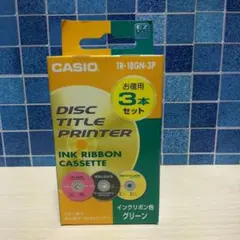 CASIO
TR-18GN-3P
お徳用
3本
セット
DISC
TITLE
PRINTER
INK RIBBON
CASSETTE
インクリボン色
グリーン